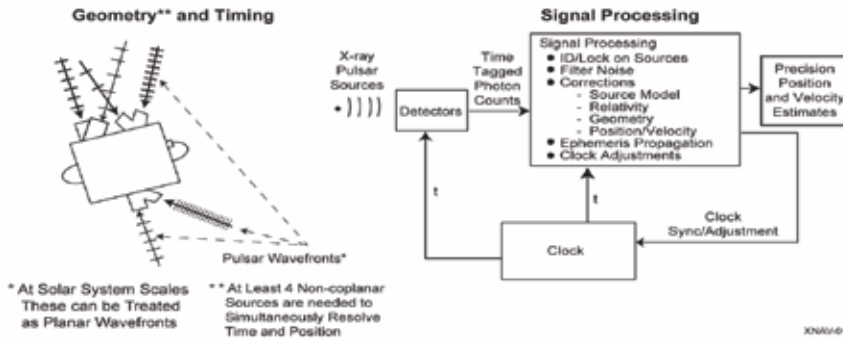 Geometry** and Timing
Pulsar Wavefronts*
* At Solar System Scales
These can be Treated
as Planar Wavefronts
** At Least 4 Non-coplanar
Sources are needed to
Simultaneously Resolve
Time and Position
Signal Processing
X-ray
Pulsar
Sources
Detectors
Time
Tagged
Photon
Counts
Signal Processing
● ID/Lock on Sources
● Filter Noise
● Corrections
- Source Model
- Relativity
- Geometry
- Position/Velocity
● Ephemeris Propagation
● Clock Adjustments
Precision
Position
and Velocity
Estimates
t
t
Clock
Clock
Sync/Adjustment